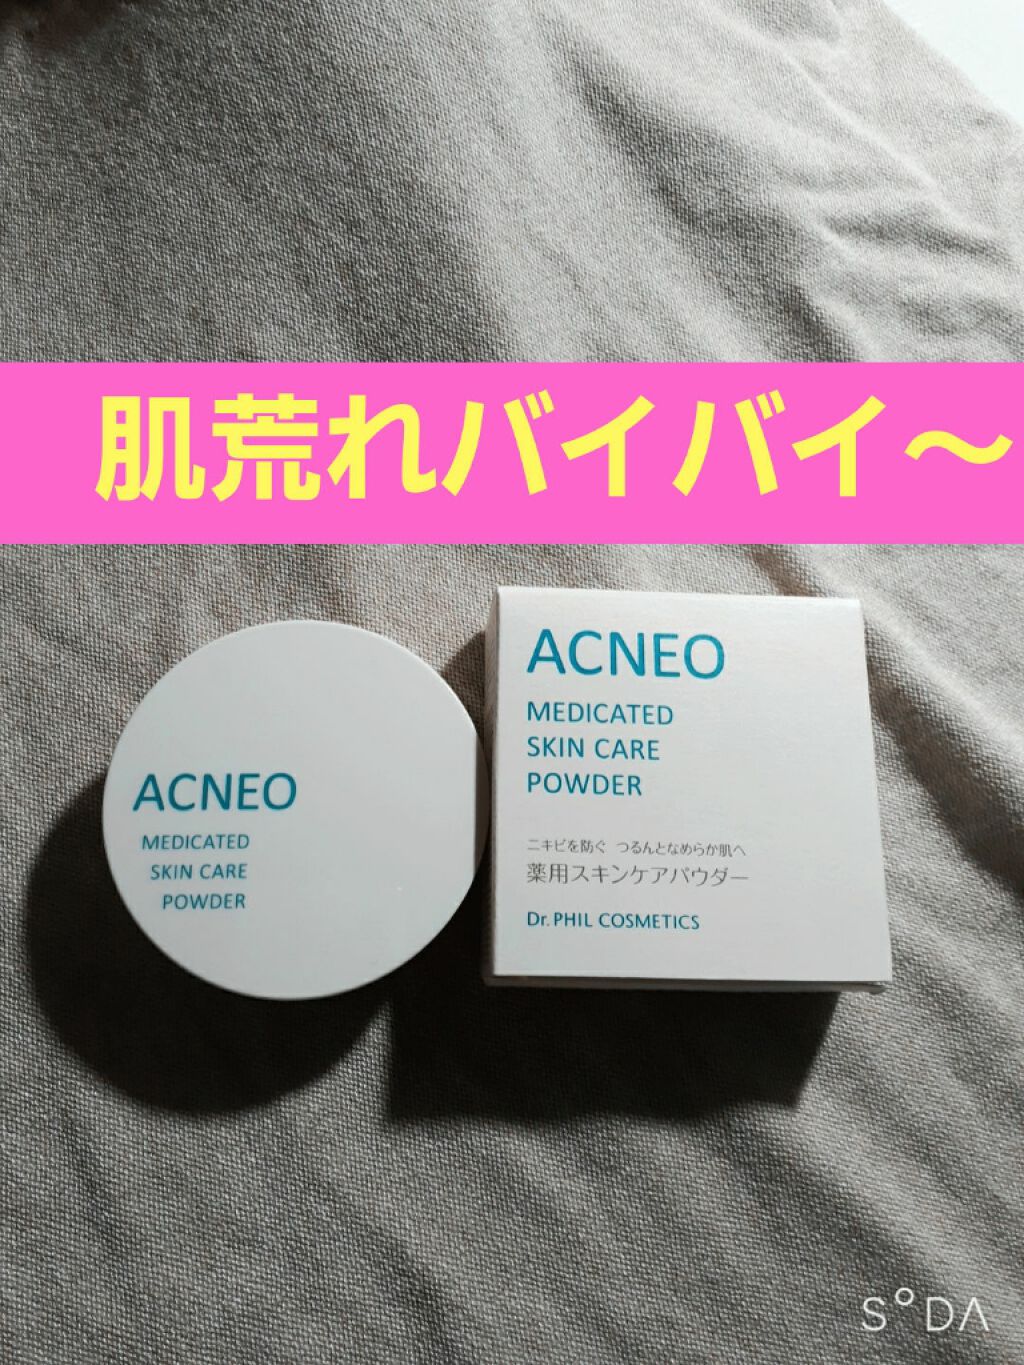 肌荒れバイバイ～
ACNEO
MEDICATED
SKIN CARE
POWDER
ACNEO
MEDICATED
SKIN CARE
POWDER
ニキビを防ぐ つるんとなめらか肌へ
薬用スキンケアパウダー
Dr. PHIL COSMETICS
S°DA